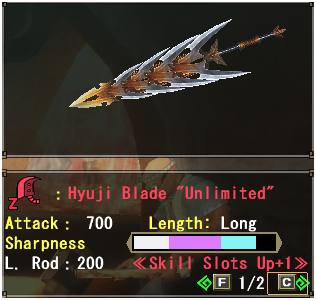 Z : Hyuji Blade "Unlimited"
Attack : 700 Length: Long
Sharpness
L. Rod : 200 ≪Skill Slots Up+1≫
F 1/2 C